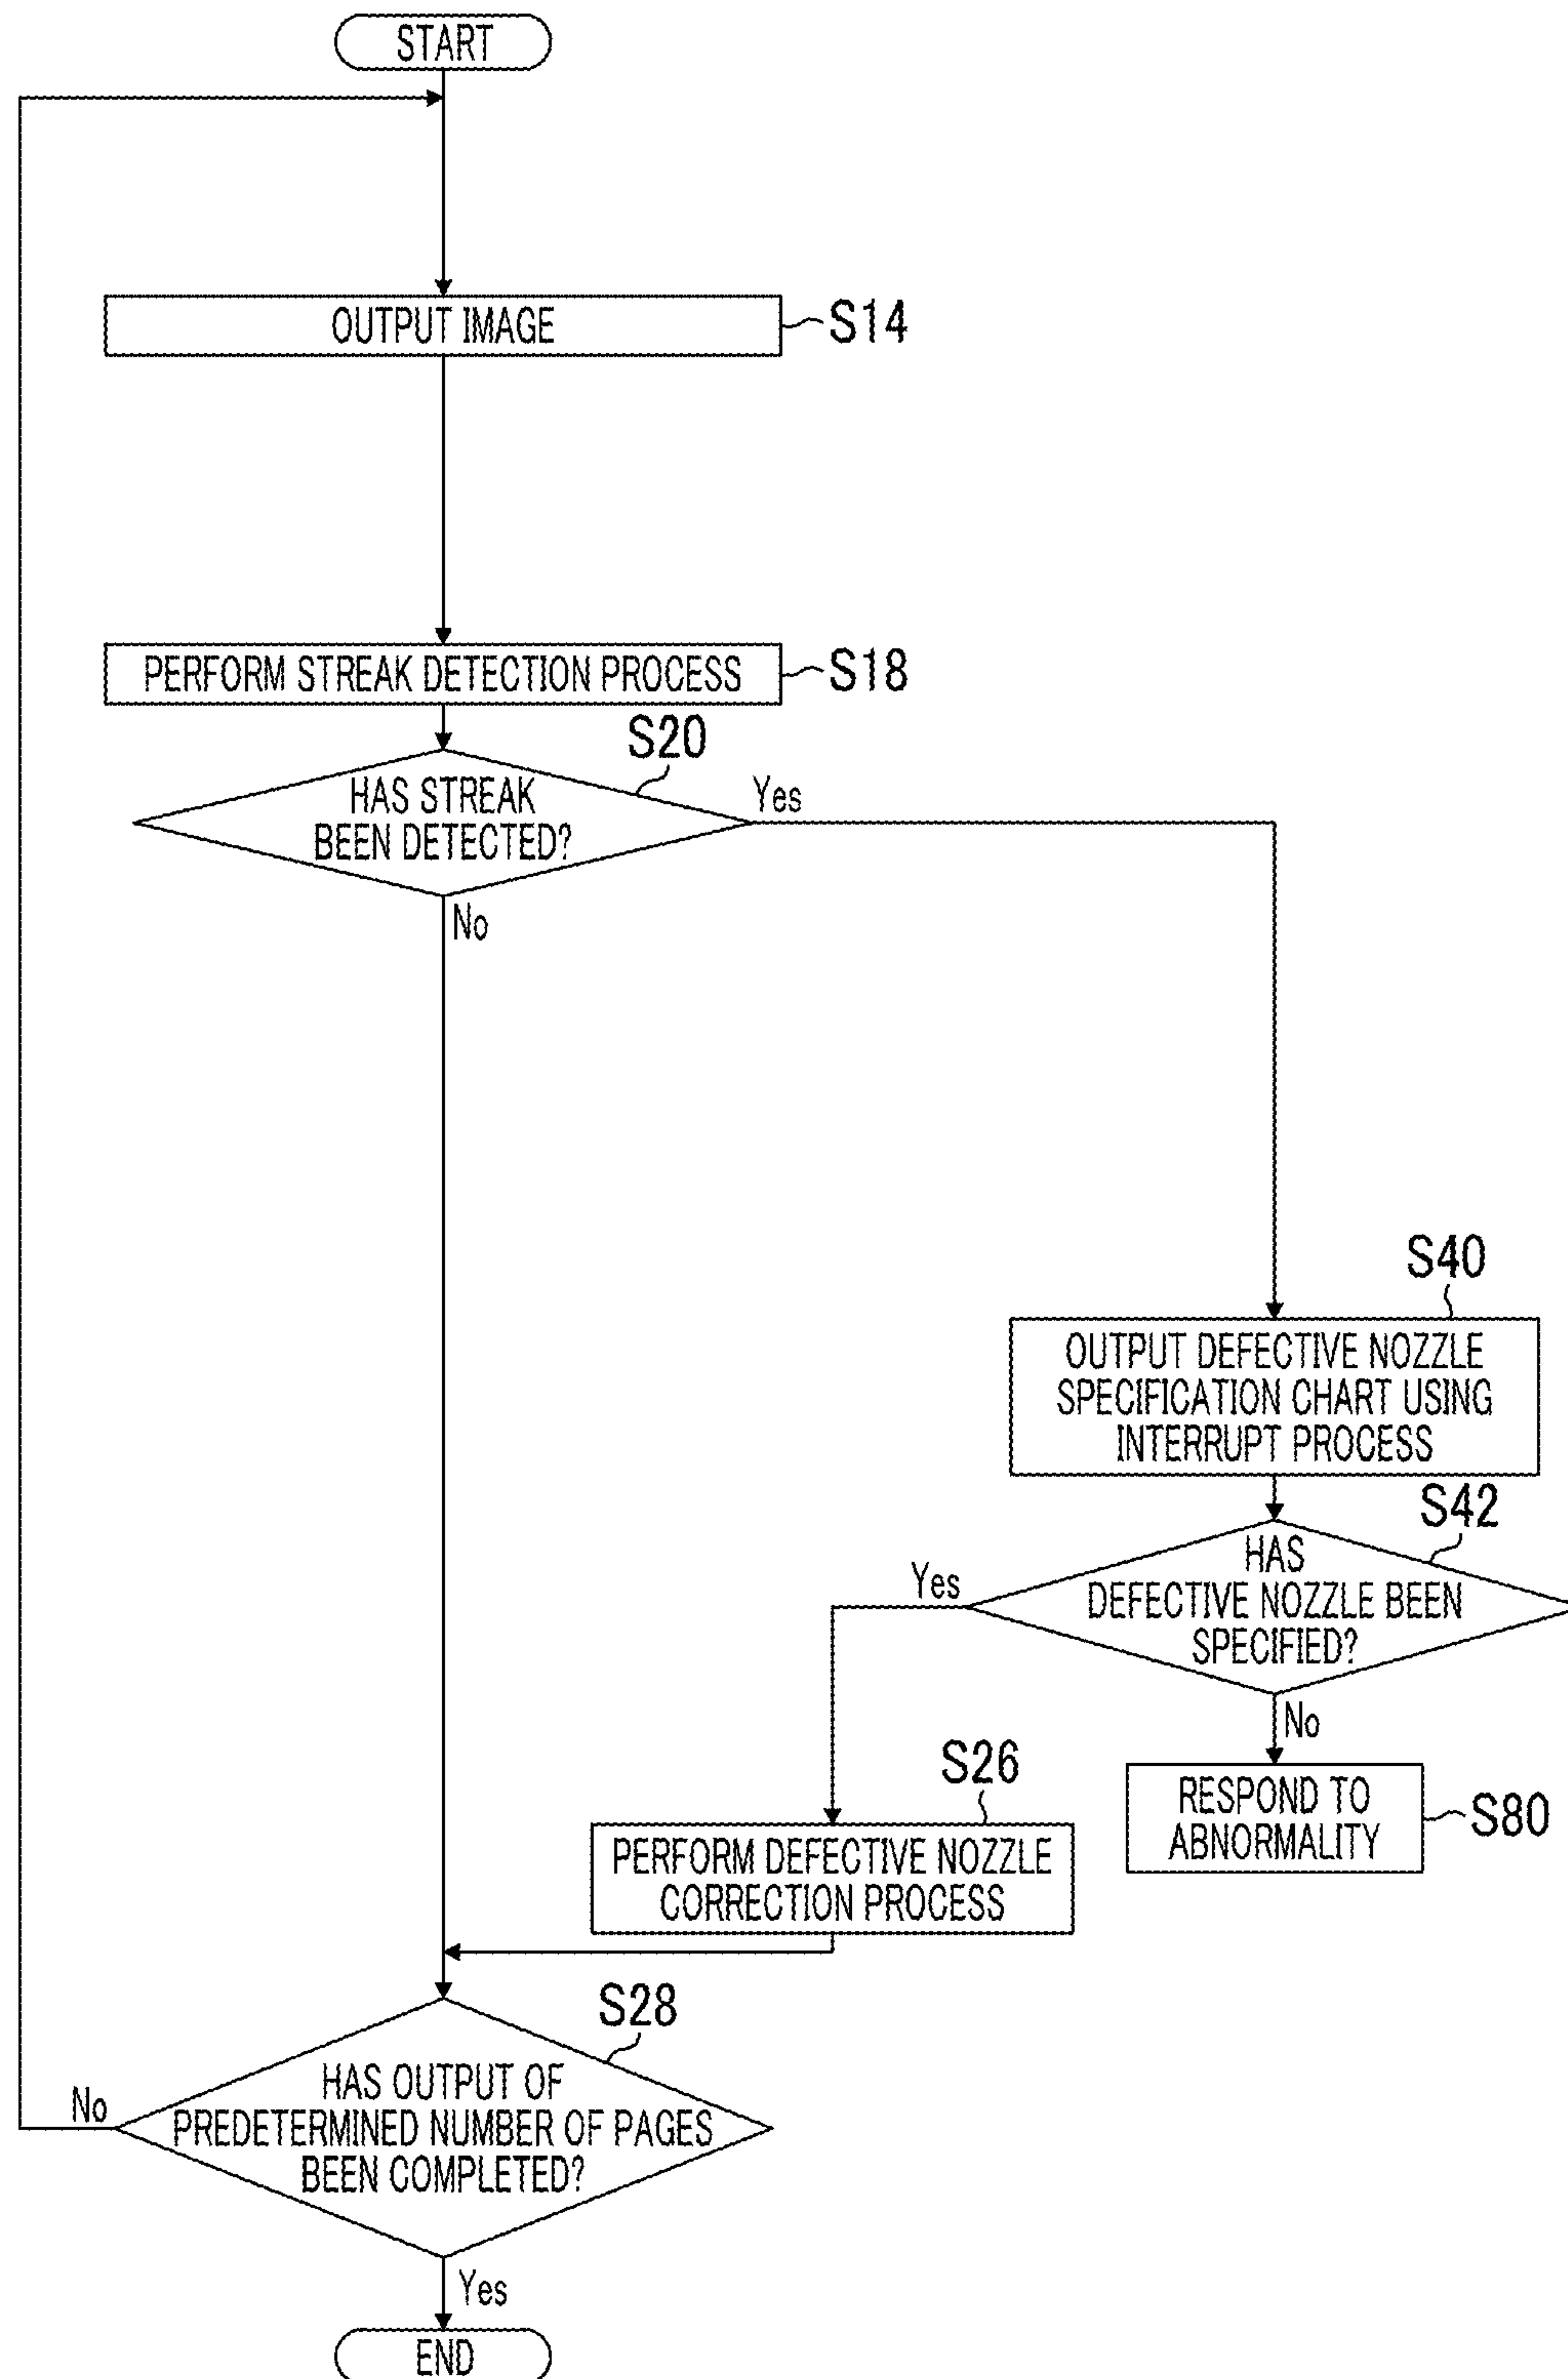 START
OUTPUT IMAGE
S14
PERFORM STREAK DETECTION PROCESS
S18
S20
HAS STREAK
BEEN DETECTED?
Yes
No
S40
OUTPUT DEFECTIVE NOZZLE
SPECIFICATION CHART USING
INTERRUPT PROCESS
S42
HAS
DEFECTIVE NOZZLE BEEN
SPECIFIED?
Yes
No
S26
PERFORM DEFECTIVE NOZZLE
CORRECTION PROCESS
RESPOND TO
ABNORMALITY
S80
S28
HAS OUTPUT OF
PREDETERMINED NUMBER OF PAGES
BEEN COMPLETED?
No
Yes
END